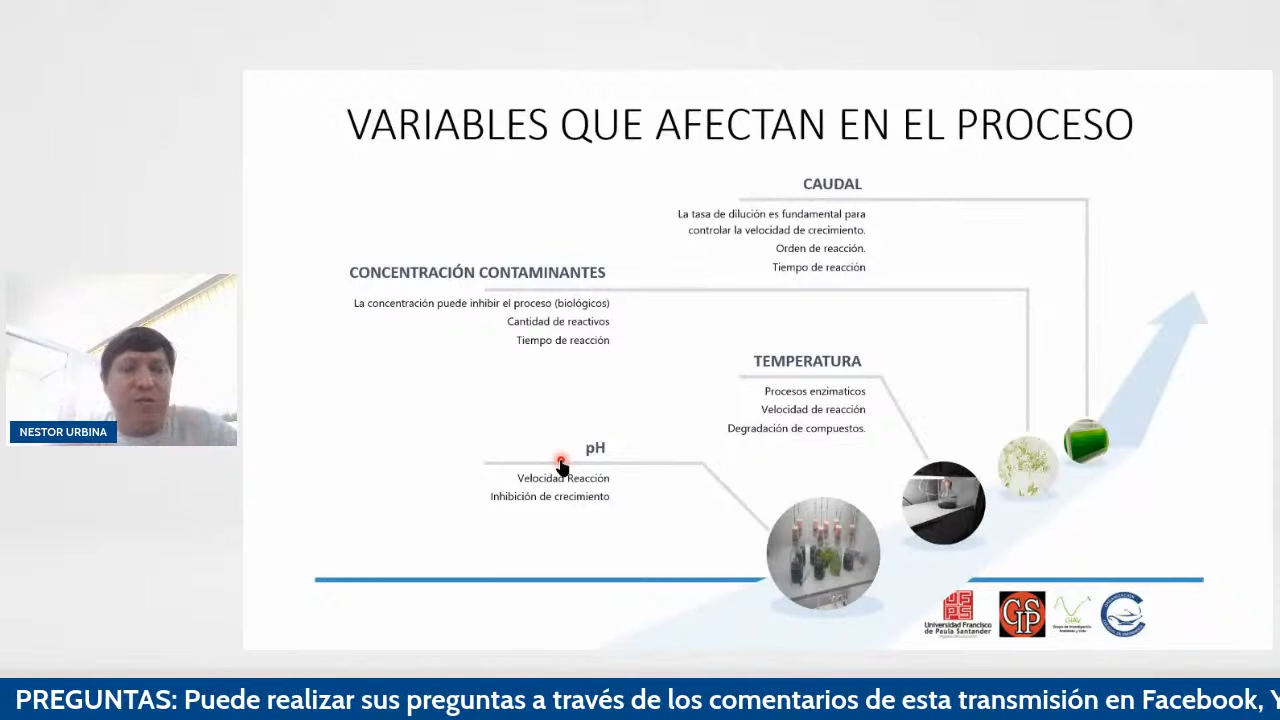 VARIABLES QUE AFECTAN EN EL PROCESO
CAUDAL
La tasa de dilución es fundamental para
controlar la velocidad de crecimiento.
Orden de reacción.
Tiempo de reacción
CONCENTRACIÓN CONTAMINANTES
La concentración puede inhibir el proceso (biológicos)
Cantidad de reactivos
Tiempo de reacción
TEMPERATURA
Procesos enzimaticos
Velocidad de reacción
Degradación de compuestos.
pH
Velocidad Reacción
Inhibición de crecimiento
NESTOR URBINA
Universidad Francisco
de Paula Santander
GIAV
PREGUNTAS: Puede realizar sus preguntas a través de los comentarios de esta transmisión en Facebook, Y